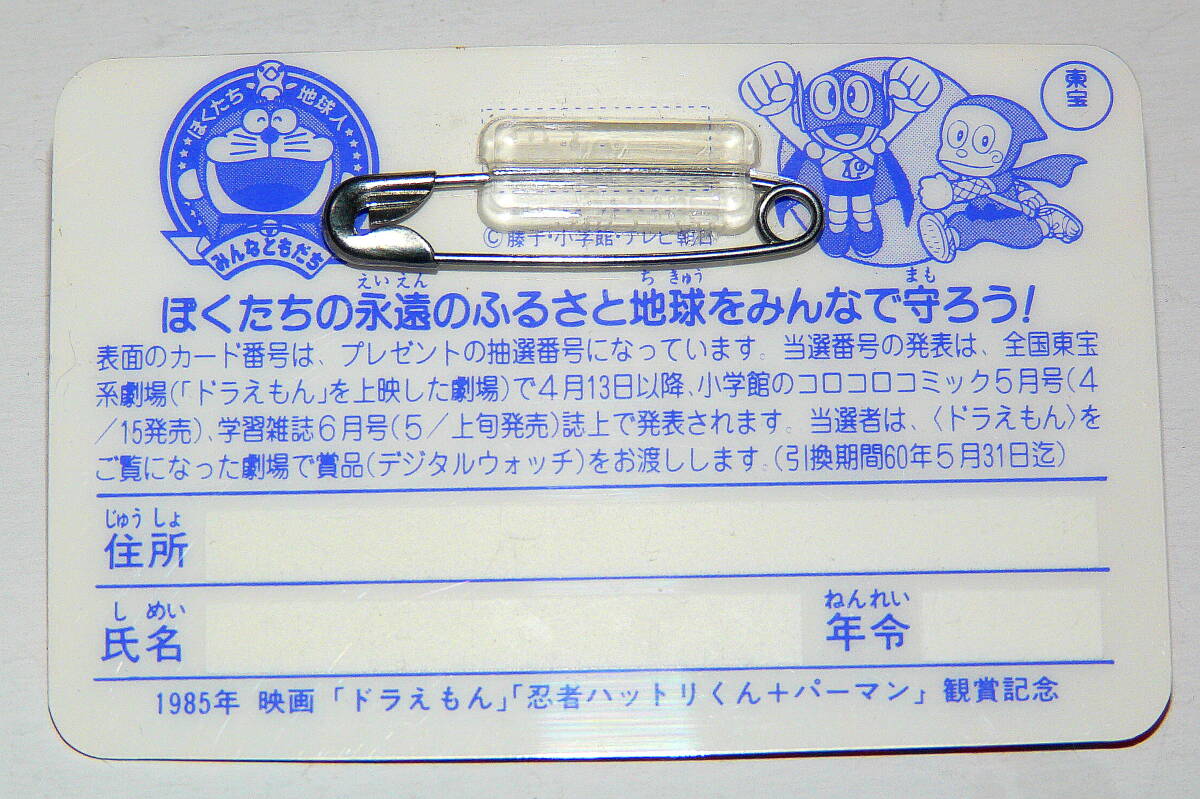 ぼくたち 地球人
みんなともだち
東宝
©藤子・小学館・テレビ朝日
えいえん ち きゅう まも
ぼくたちの永遠のふるさと地球をみんなで守ろう!
表面のカード番号は、プレゼントの抽選番号になっています。当選番号の発表は、全国東宝
系劇場(「ドラえもん」を上映した劇場)で4月13日以降、小学館のコロコロコミック5月号(4
/15発売)、学習雑誌6月号(5/上旬発売)誌上で発表されます。当選者は、〈ドラえもん〉を
ご覧になった劇場で賞品(デジタルウォッチ)をお渡しします。(引換期間60年5月31日迄)
じゅうしょ
住所
し めい ねんれい
氏名 年令
1985年 映画「ドラえもん」「忍者ハットリくん+パーマン」観賞記念